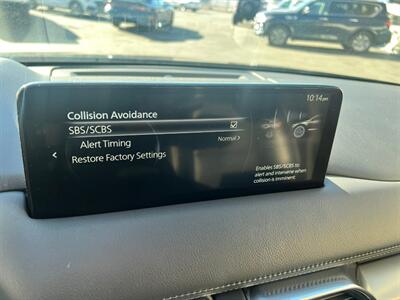 10:14 PM
Collision Avoidance
SBS/SCBS
Alert Timing Normal >
Restore Factory Settings
Enables SBS/SCBS to
alert and intervene when
collision is imminent.